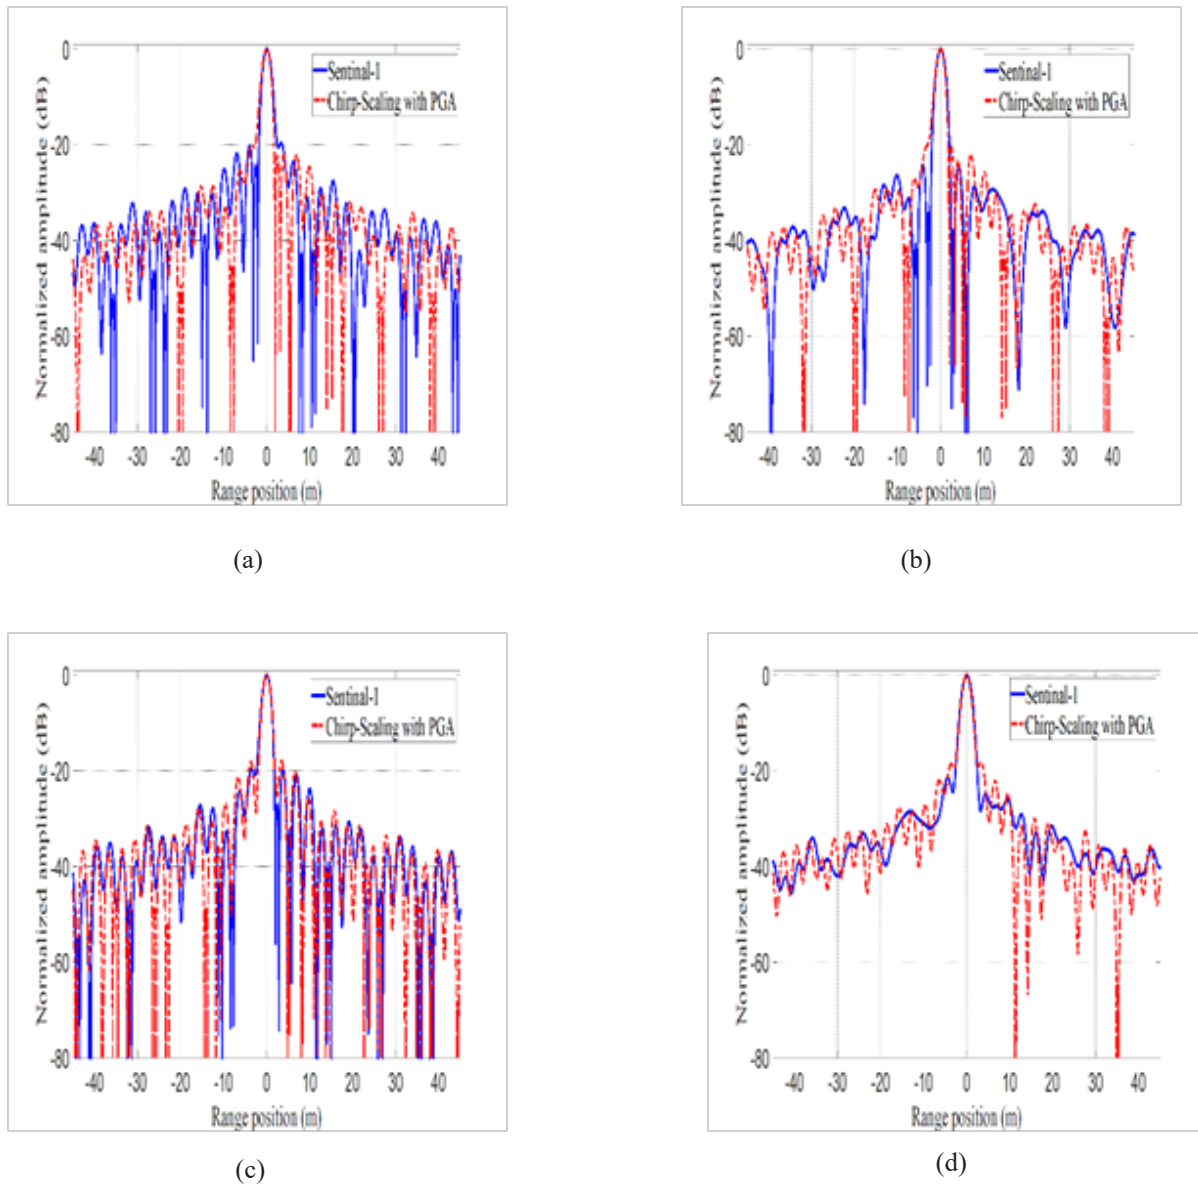 Normalized amplitude (dB)
0
-20
-40
-60
-80
Sentinal-1
Chirp-Scaling with PGA
-40 -30 -20 -10 0 10 20 30 40
Range position (m)
(a)
Normalized amplitude (dB)
0
-20
-40
-60
-80
Sentinal-1
Chirp-Scaling with PGA
-40 -30 -20 -10 0 10 20 30 40
Range position (m)
(b)
Normalized amplitude (dB)
0
-20
-40
-60
-80
Sentinal-1
Chirp-Scaling with PGA
-40 -30 -20 -10 0 10 20 30 40
Range position (m)
(c)
Normalized amplitude (dB)
0
-20
-40
-60
-80
Sentinal-1
Chirp-Scaling with PGA
-40 -30 -20 -10 0 10 20 30 40
Range position (m)
(d)